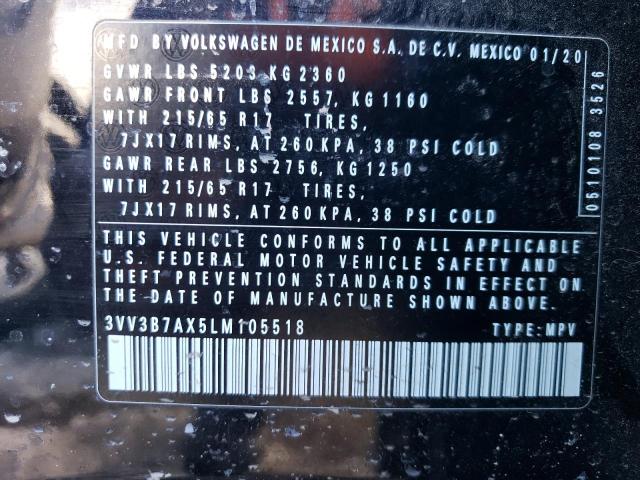 MFD BY VOLKSWAGEN DE MEXICO S.A. DE C.V. MEXICO 01/20
GVWR LBS 5203 KG 2360
GAWR FRONT LBS 2557, KG 1160
WITH 215/65 R17 TIRES,
7JX17 RIMS, AT 260 KPA, 38 PSI COLD
GAWR REAR LBS 2756, KG 1250
WITH 215/65 R17 TIRES,
7JX17 RIMS, AT 260 KPA, 38 PSI COLD
THIS VEHICLE CONFORMS TO ALL APPLICABLE
U.S. FEDERAL MOTOR VEHICLE SAFETY AND
THEFT PREVENTION STANDARDS IN EFFECT ON
THE DATE OF MANUFACTURE SHOWN ABOVE.
3VV3B7AX5LM105518 TYPE: MPV
0510108 3526